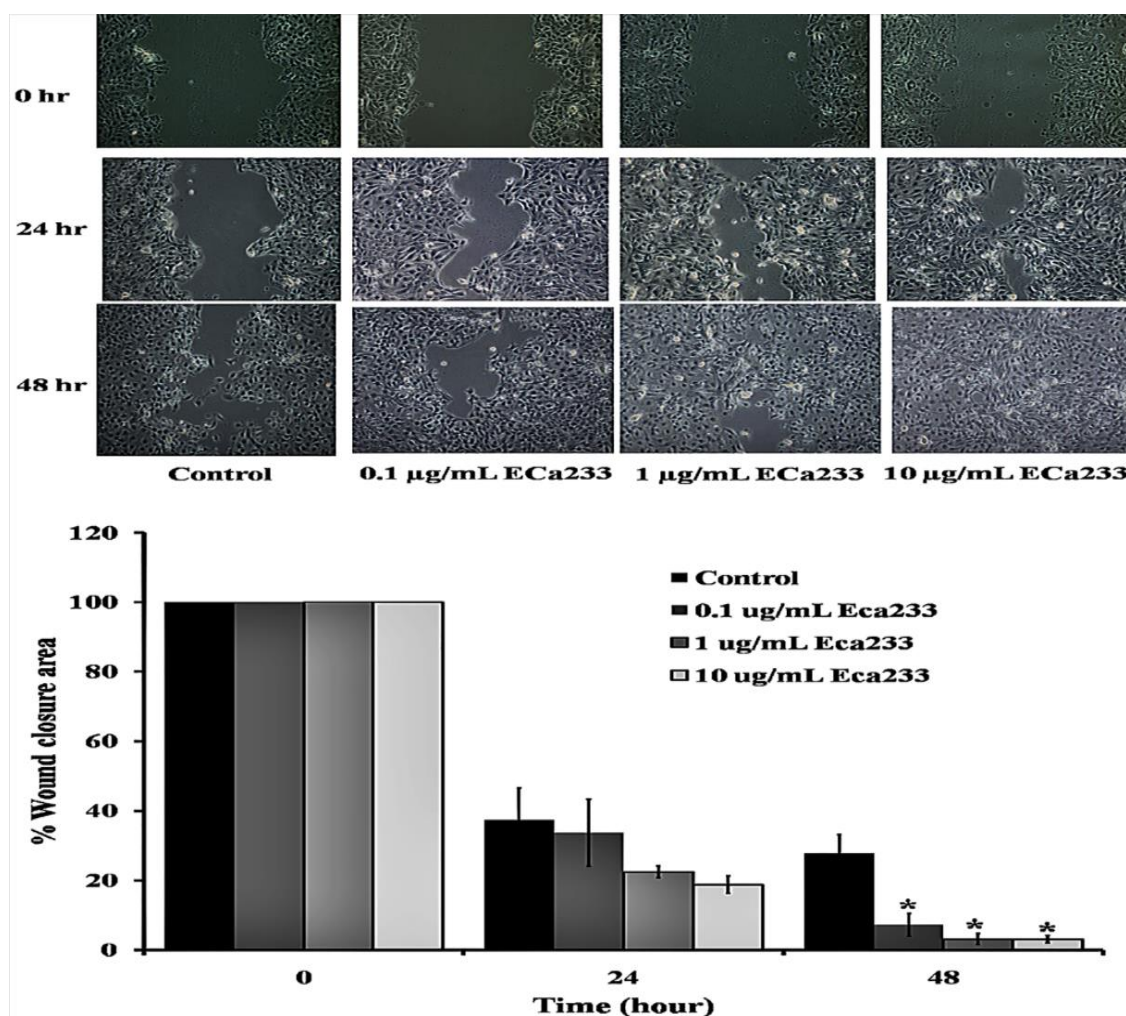 0 hr
24 hr
48 hr
Control 0.1 µg/mL ECa233 1 µg/mL ECa233 10 µg/mL ECa233
120
100
80
60
40
20
0
% Wound closure area
Control
0.1 ug/mL Eca233
1 ug/mL Eca233
10 ug/mL Eca233
* * *
0 24 48
Time (hour)